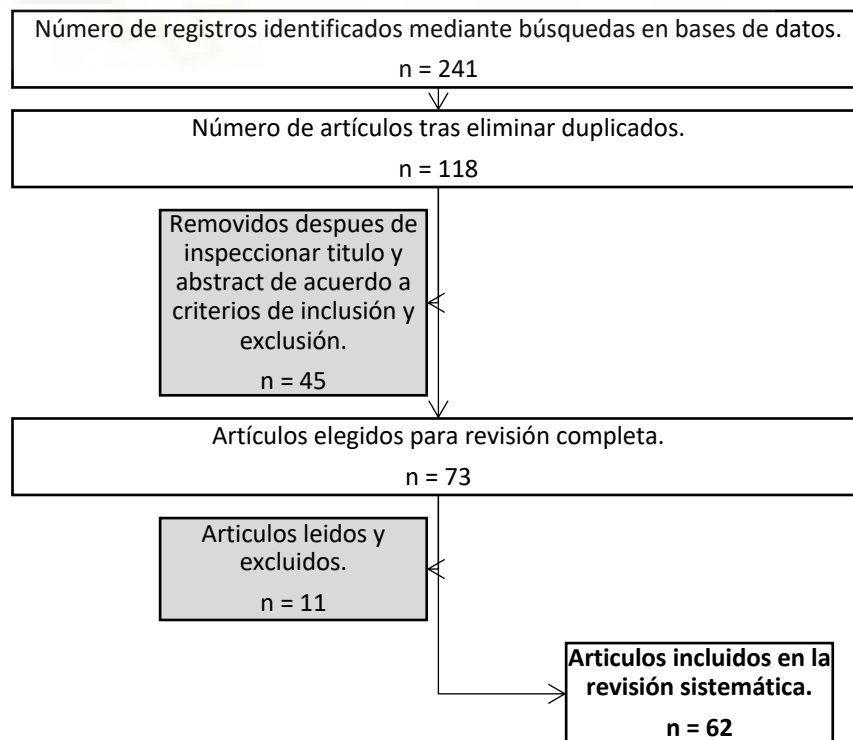 Número de registros identificados mediante búsquedas en bases de datos.
n = 241
Número de artículos tras eliminar duplicados.
n = 118
Removidos despues de
inspeccionar titulo y
abstract de acuerdo a
criterios de inclusión y
exclusión.
n = 45
Artículos elegidos para revisión completa.
n = 73
Articulos leidos y
excluidos.
n = 11
Articulos incluidos en la
revisión sistemática.
n = 62